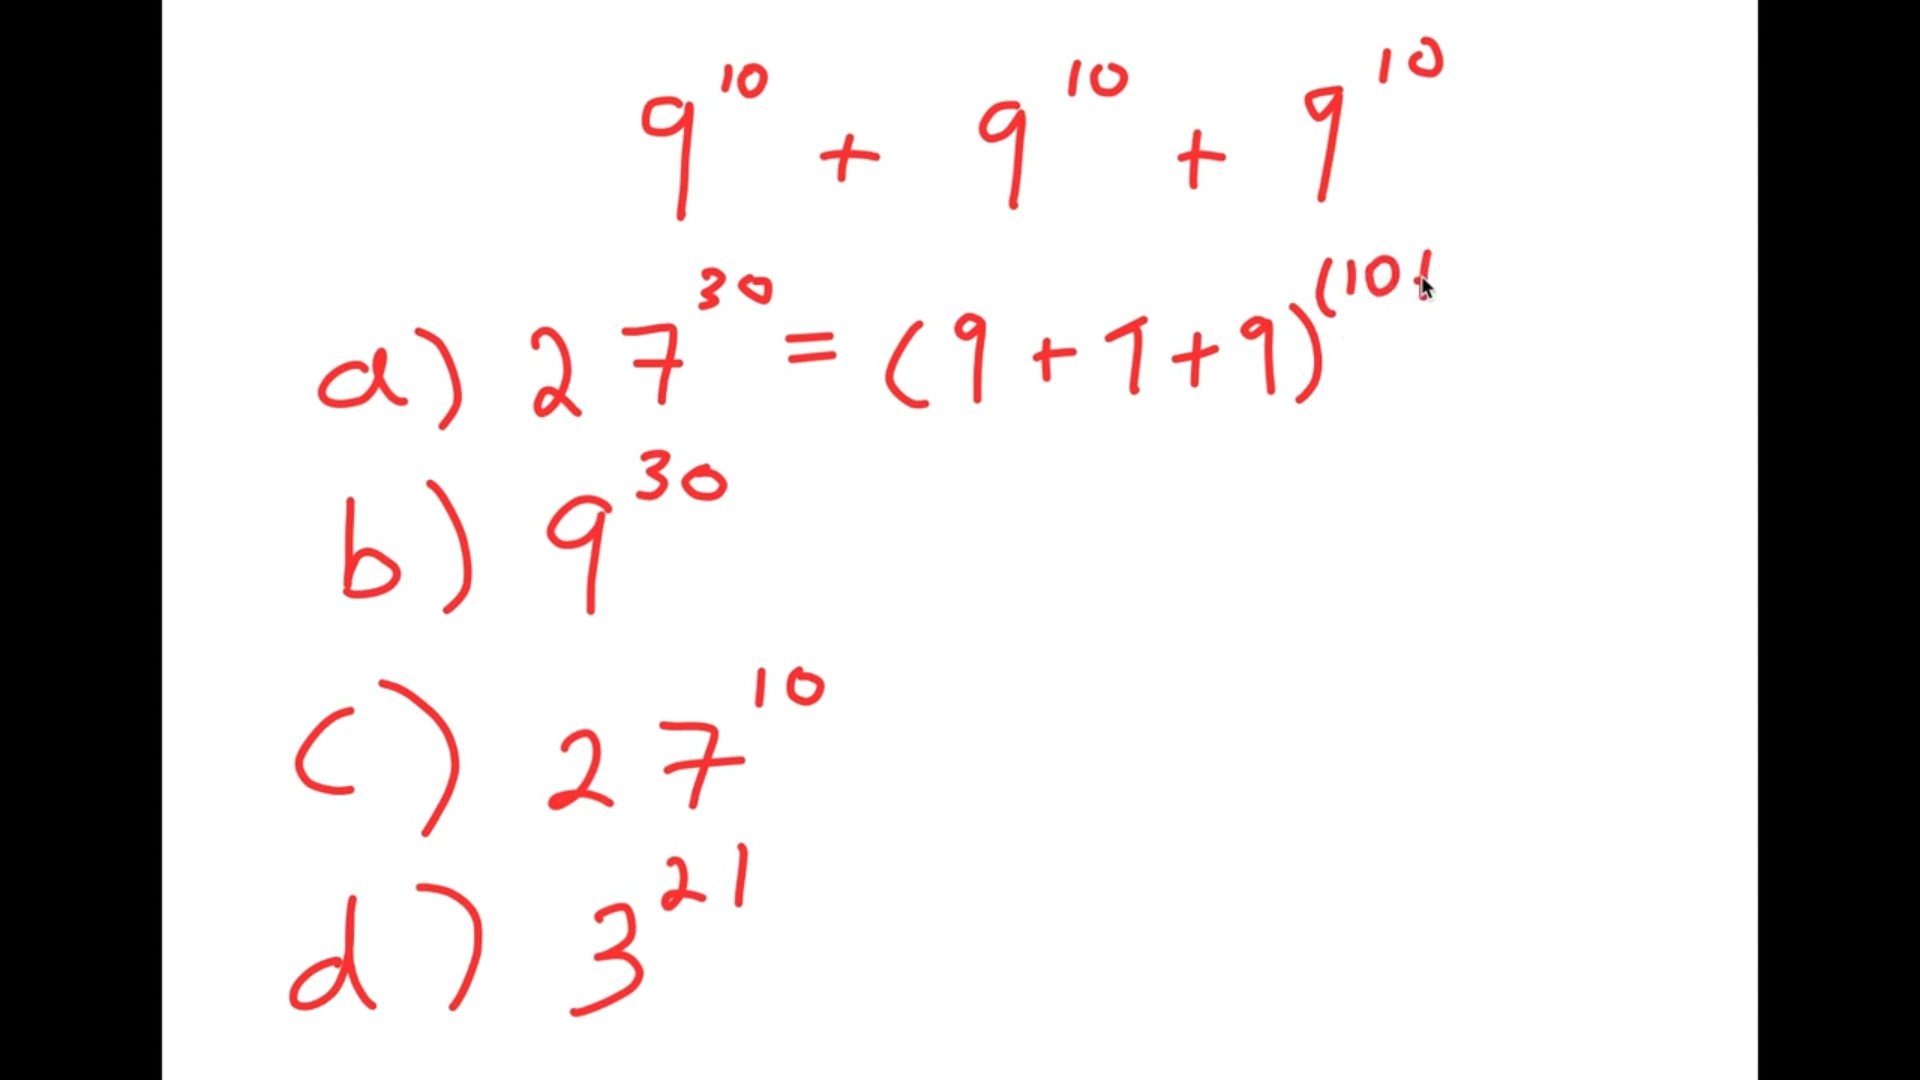 9^10 + 9^10 + 9^10
a) 27^30 = (9+9+9)^(10+
b) 9^30
c) 27^10
d) 3^21